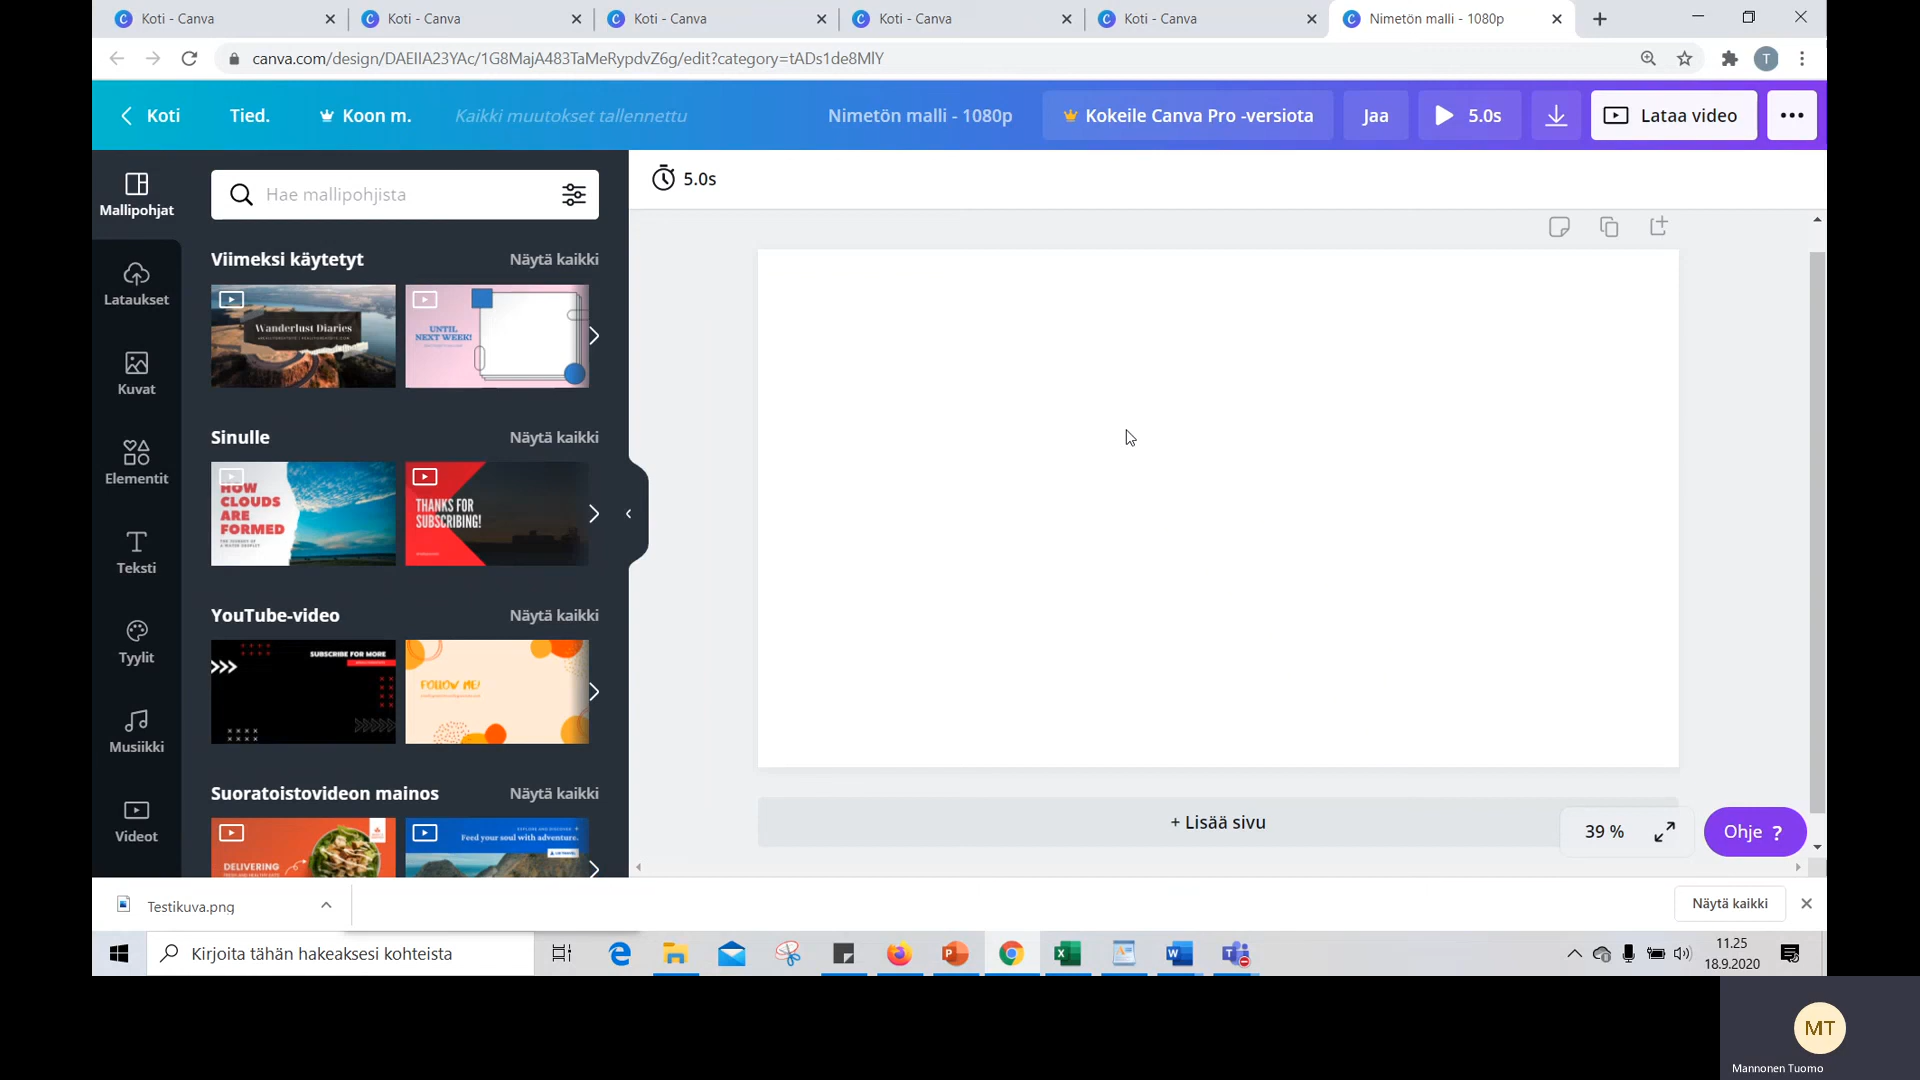 Koti - Canva
Koti - Canva
Koti - Canva
Koti - Canva
Koti - Canva
Nimetön malli - 1080p
canva.com/design/DAEIIA23YAc/1G8MajA483TaMeRypdvZ6g/edit?category=tADs1de8MlY
T
Koti
Tied.
Koon m.
Kaikki muutokset tallennettu
Nimetön malli - 1080p
Kokeile Canva Pro -versiota
Jaa
5.0s
Lataa video
Mallipohjat
Lataukset
Kuvat
Elementit
Teksti
Tyylit
Musiikki
Videot
Hae mallipohjista
Viimeksi käytetyt
Näytä kaikki
Wanderlust Diaries
UNTIL
NEXT WEEK!
Sinulle
Näytä kaikki
HOW
CLOUDS
ARE
FORMED
THE JOURNEY OF
A WATER DROPLET
THANKS FOR
SUBSCRIBING!
YouTube-video
Näytä kaikki
SUBSCRIBE FOR MORE
FOLLOW ME!
Suoratoistovideon mainos
Näytä kaikki
DELIVERING
Feed your soul with adventure.
5.0s
+ Lisää sivu
39 %
Ohje ?
Testikuva.png
Näytä kaikki
Kirjoita tähän hakeaksesi kohteista
11.25
18.9.2020
MT
Mannonen Tuomo